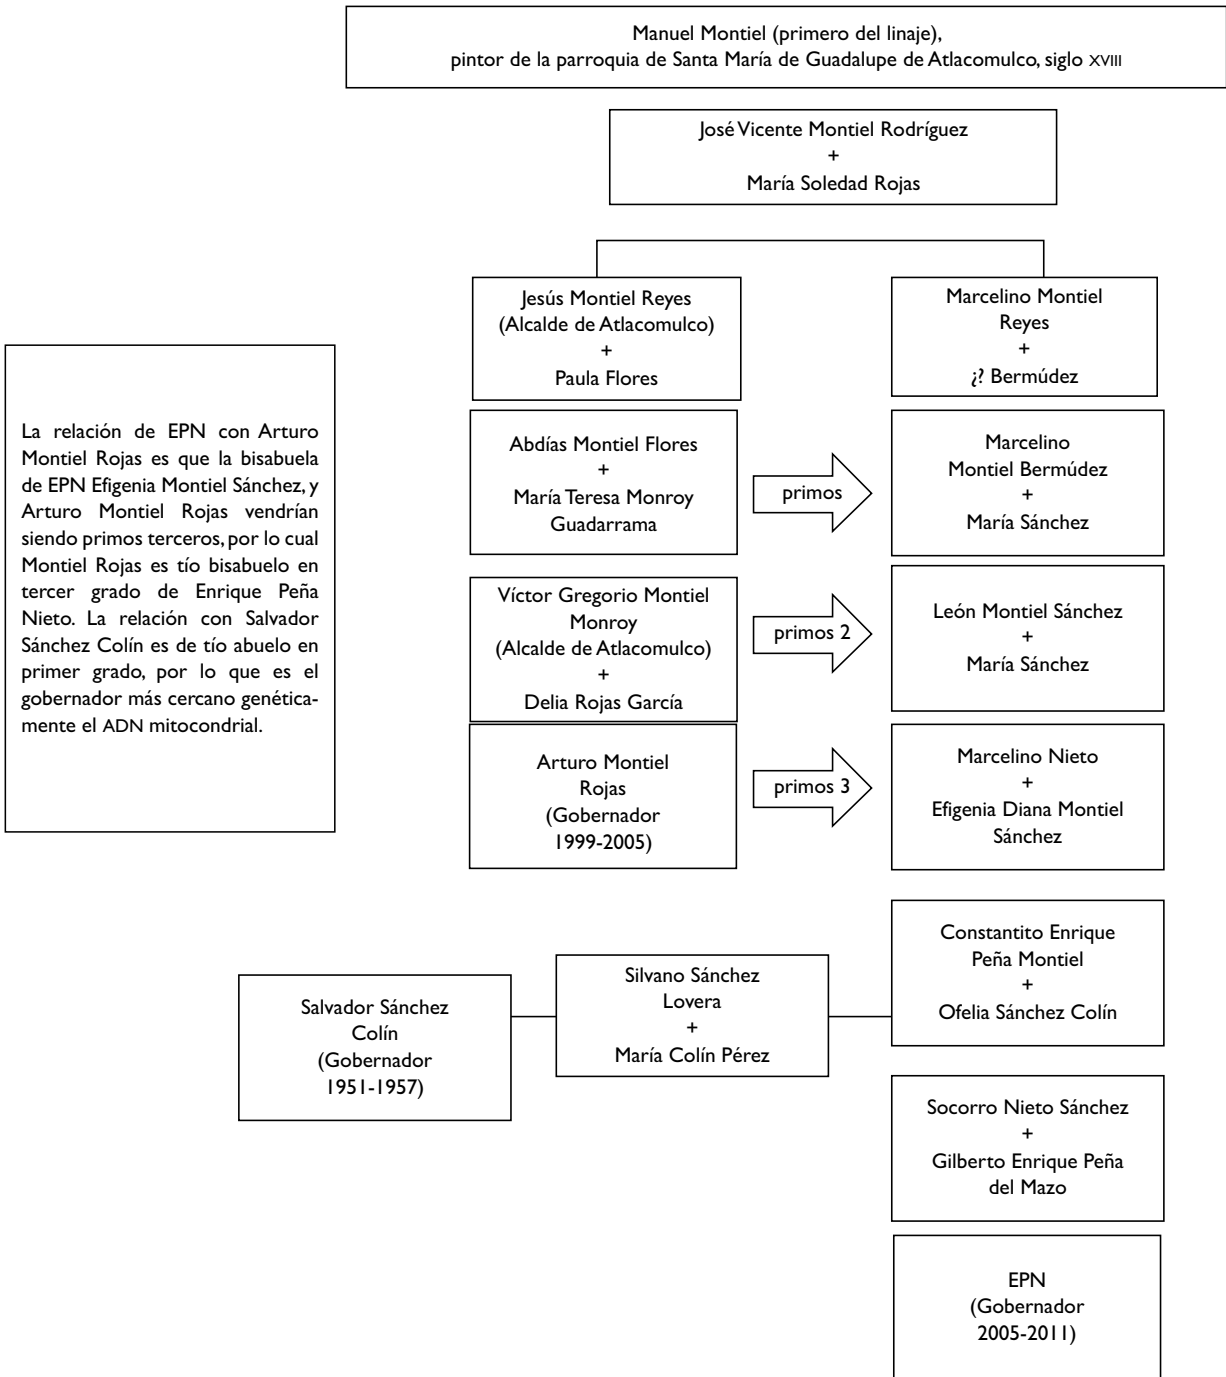 Manuel Montiel (primero del linaje),
pintor de la parroquia de Santa María de Guadalupe de Atlacomulco, siglo XVIII
José Vicente Montiel Rodríguez
+
María Soledad Rojas
Jesús Montiel Reyes
(Alcalde de Atlacomulco)
+
Paula Flores
Marcelino Montiel
Reyes
+
¿? Bermúdez
La relación de EPN con Arturo
Montiel Rojas es que la bisabuela
de EPN Efigenia Montiel Sánchez, y
Arturo Montiel Rojas vendrían
siendo primos terceros, por lo cual
Montiel Rojas es tío bisabuelo en
tercer grado de Enrique Peña
Nieto. La relación con Salvador
Sánchez Colín es de tío abuelo en
primer grado, por lo que es el
gobernador más cercano genética-
mente el ADN mitocondrial.
Abdías Montiel Flores
+
María Teresa Monroy
Guadarrama
primos
Marcelino
Montiel Bermúdez
+
María Sánchez
Víctor Gregorio Montiel
Monroy
(Alcalde de Atlacomulco)
+
Delia Rojas García
primos 2
León Montiel Sánchez
+
María Sánchez
Arturo Montiel
Rojas
(Gobernador
1999-2005)
primos 3
Marcelino Nieto
+
Efigenia Diana Montiel
Sánchez
Salvador Sánchez
Colín
(Gobernador
1951-1957)
Silvano Sánchez
Lovera
+
María Colín Pérez
Constantito Enrique
Peña Montiel
+
Ofelia Sánchez Colín
Socorro Nieto Sánchez
+
Gilberto Enrique Peña
del Mazo
EPN
(Gobernador
2005-2011)